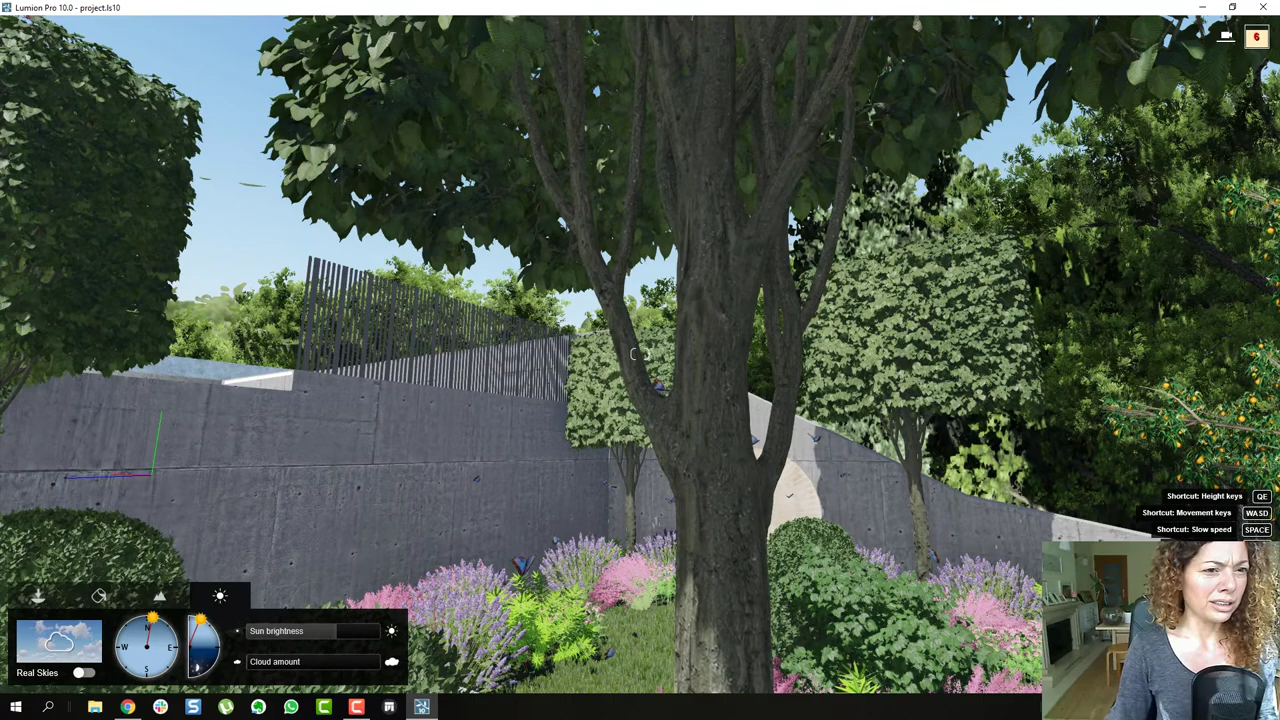 Lumion Pro 10.0 - project.ls10
6
Shortcut: Height keys QE
Shortcut: Movement keys WASD
Shortcut: Slow speed SPACE
W E
S
Sun brightness
Cloud amount
Real Skies